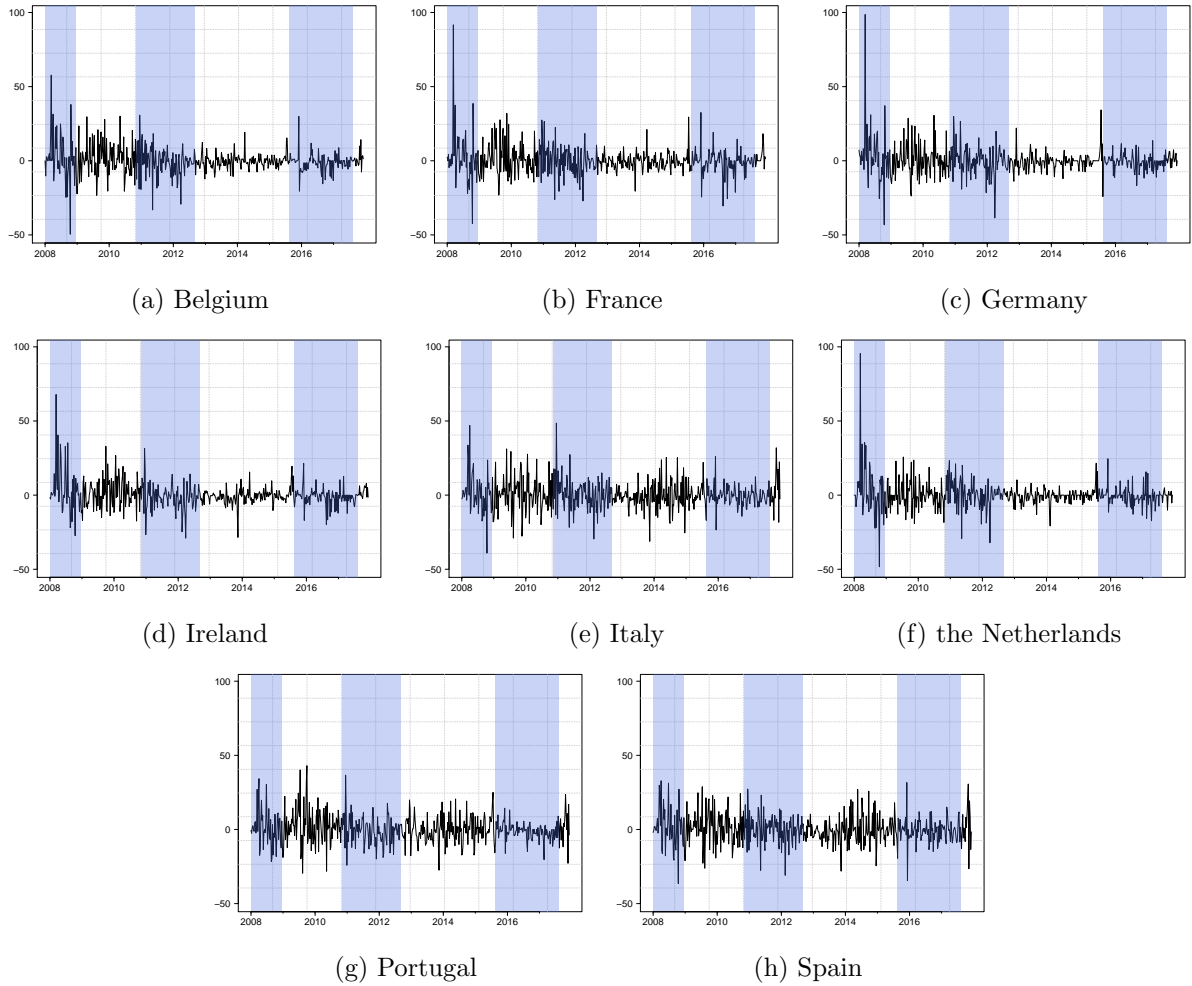 100
50
0
−50
2008 2010 2012 2014 2016
(a) Belgium
100
50
0
−50
2008 2010 2012 2014 2016
(b) France
100
50
0
−50
2008 2010 2012 2014 2016
(c) Germany
100
50
0
−50
2008 2010 2012 2014 2016
(d) Ireland
100
50
0
−50
2008 2010 2012 2014 2016
(e) Italy
100
50
0
−50
2008 2010 2012 2014 2016
(f) the Netherlands
100
50
0
−50
2008 2010 2012 2014 2016
(g) Portugal
100
50
0
−50
2008 2010 2012 2014 2016
(h) Spain